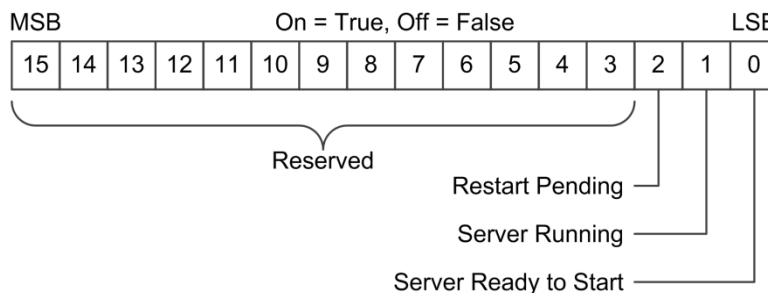 MSB On = True, Off = False LSB
15 14 13 12 11 10 9 8 7 6 5 4 3 2 1 0
Reserved
Restart Pending
Server Running
Server Ready to Start